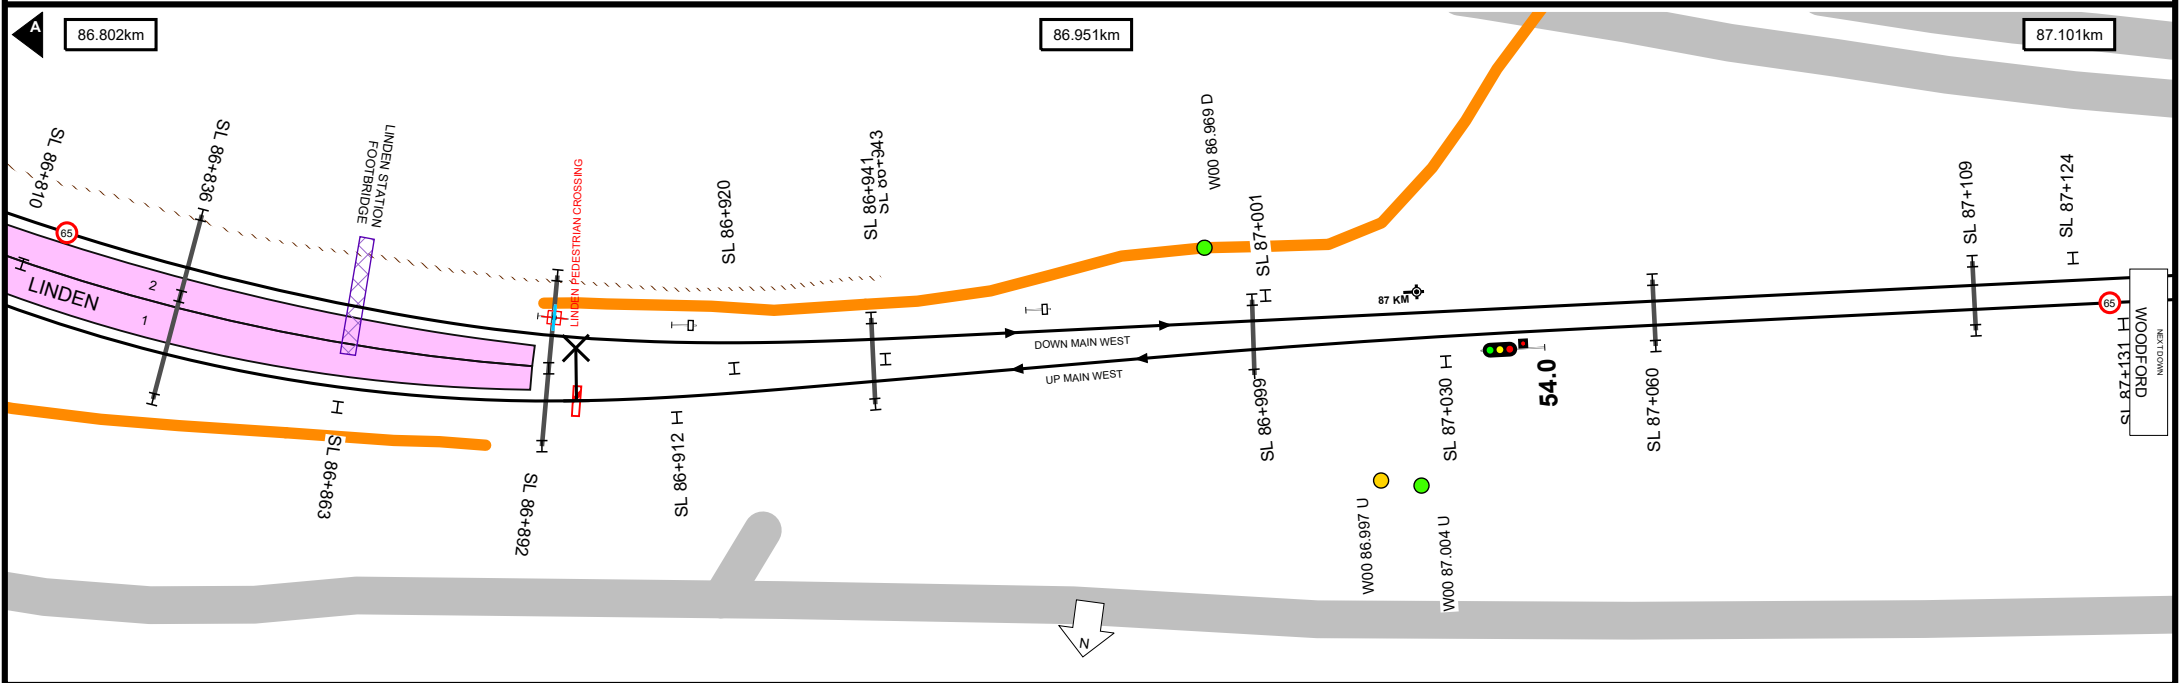 A
86.802km
86.951km
87.101km
SL 86+810
SL 86+836
LINDEN STATION
FOOTBRIDGE
LINDEN PEDESTRIAN CROSSING
SL 86+920
SL 86+941
SL 86+943
W00 86.969 D
SL 87+001
SL 87+109
SL 87+124
65
2
1
LINDEN
87 KM
DOWN MAIN WEST
UP MAIN WEST
54.0
65
WOODFORD
NEXT DOWN
SL 86+863
SL 86+892
SL 86+912
SL 86+999
SL 87+030
SL 87+060
SL 87+131
W00 86.997 U
W00 87.004 U
N